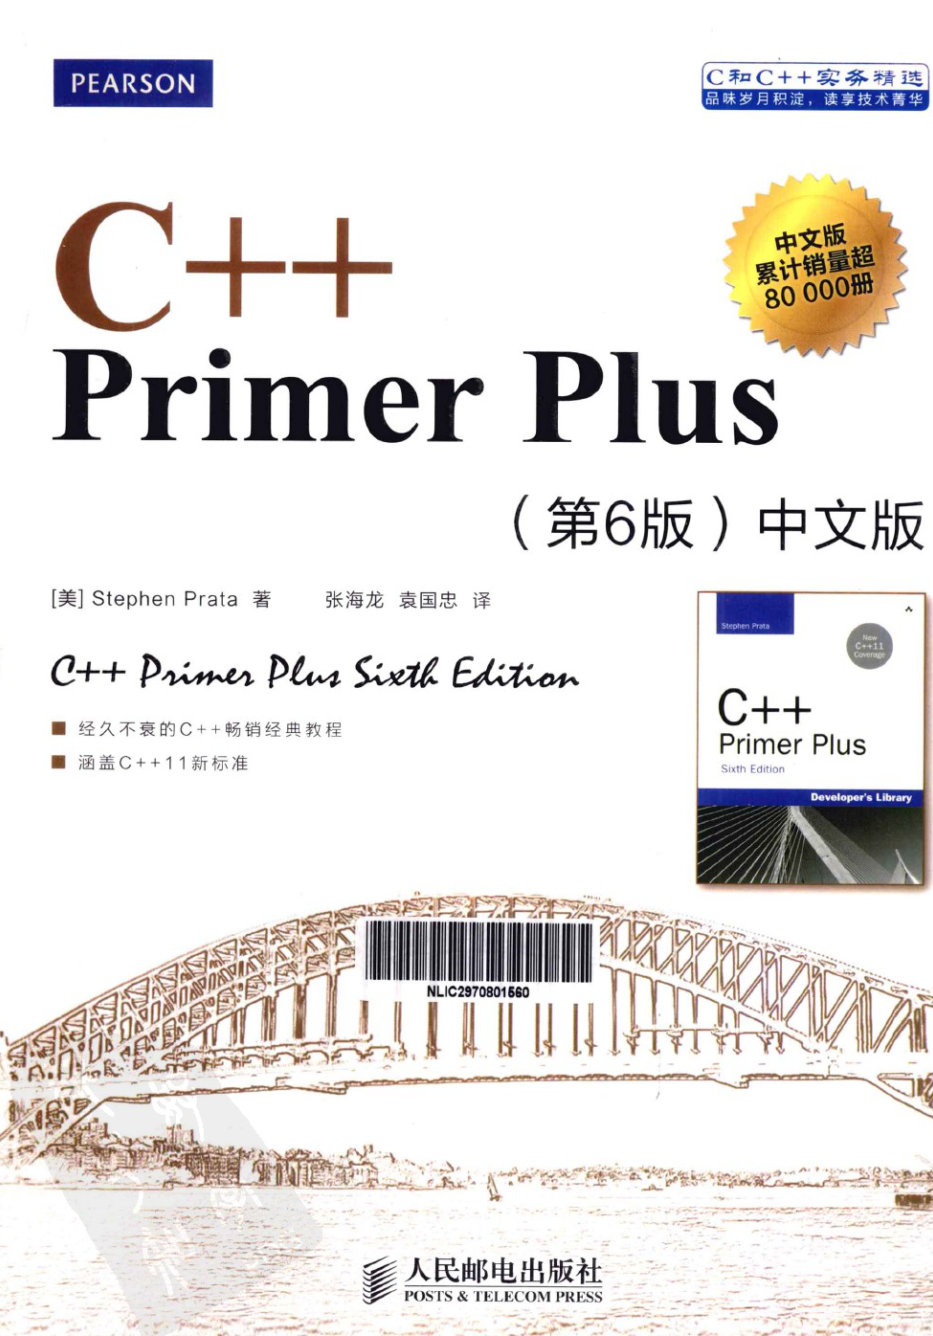 PEARSON
C和C++实务精选
品味岁月积淀，读享技术菁华
C++
Primer Plus
中文版
累计销量超
80 000册
（第6版）中文版
[美] Stephen Prata 著 张海龙 袁国忠 译
C++ Primer Plus Sixth Edition
■ 经久不衰的C++畅销经典教程
■ 涵盖C++11新标准
Stephen Prata
New
C++11
Coverage
C++
Primer Plus
Sixth Edition
Developer's Library
NLIC2970801560
人民邮电出版社
POSTS & TELECOM PRESS